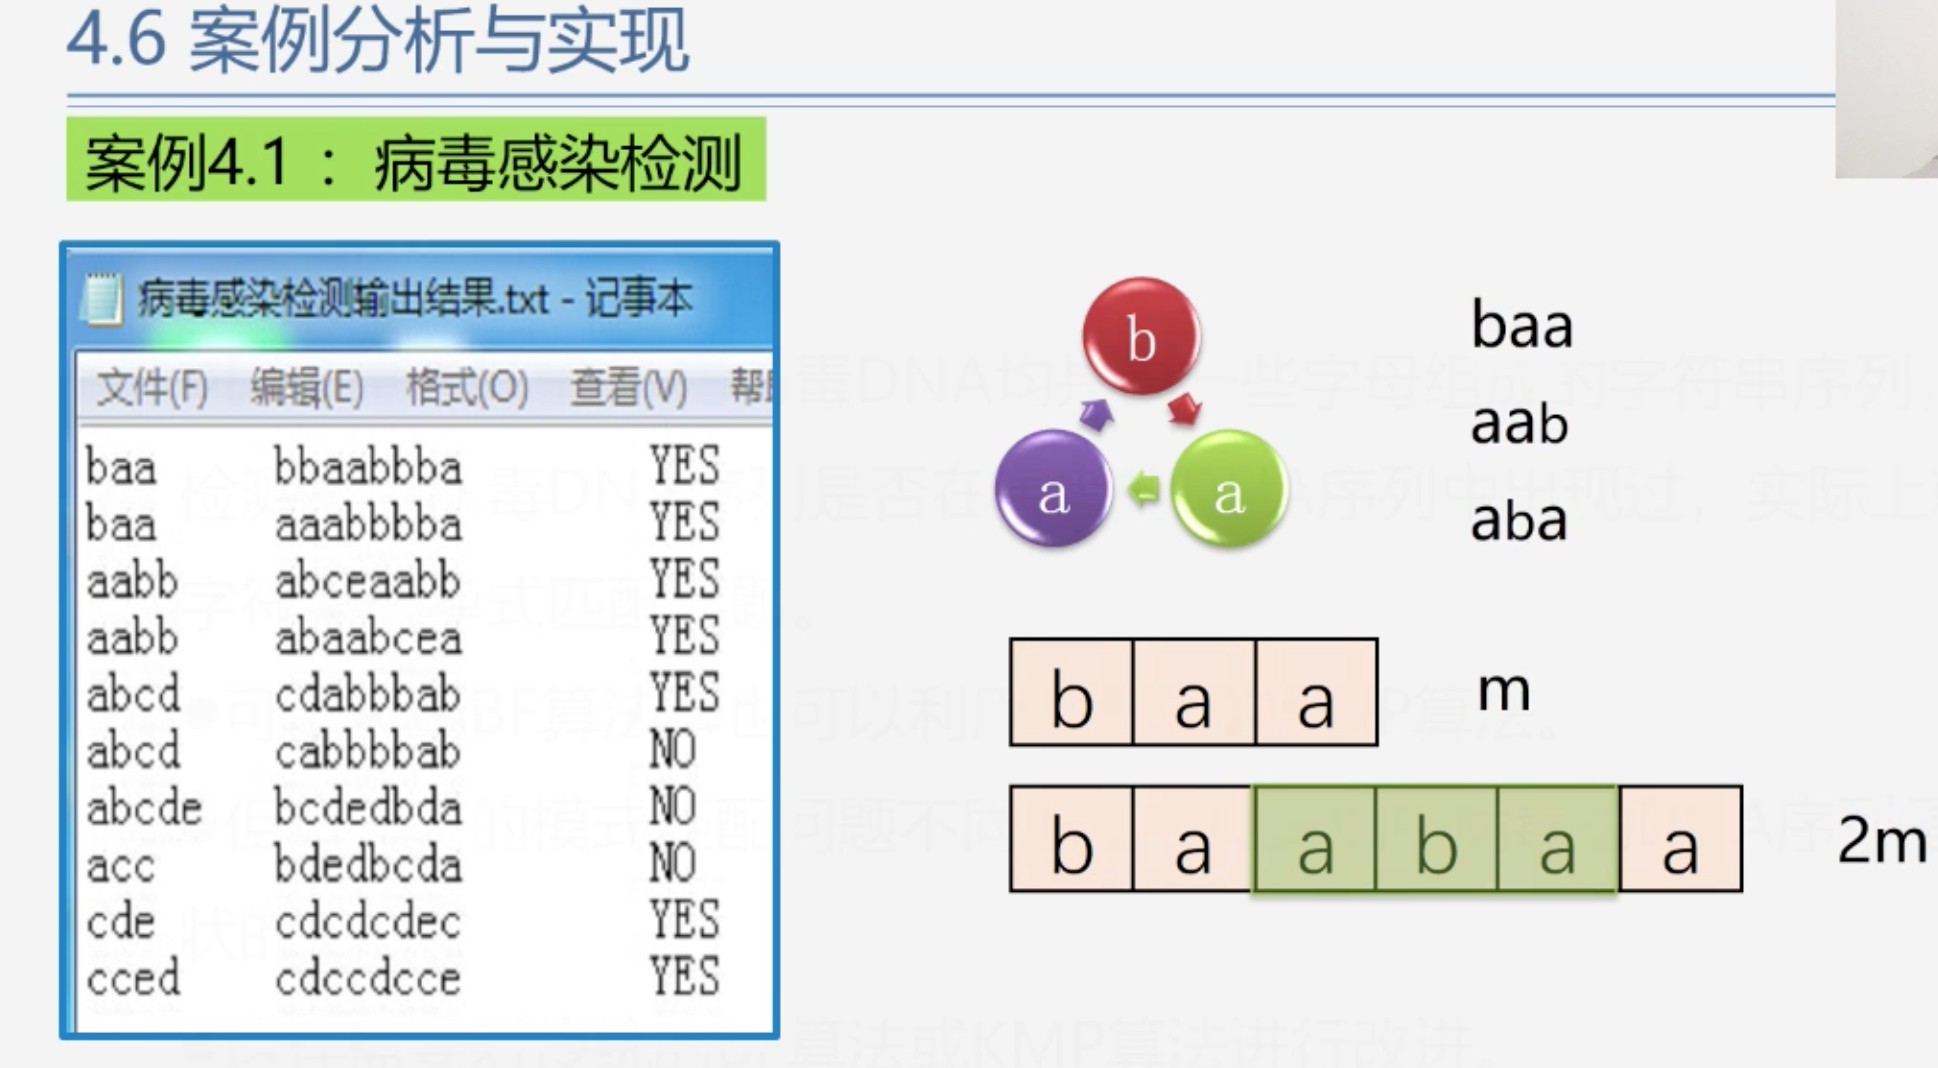 4.6 案例分析与实现
案例4.1： 病毒感染检测
病毒感染检测输出结果.txt - 记事本
文件(F) 编辑(E) 格式(O) 查看(V) 帮
baa bbaabbba YES
baa aaabbbba YES
aabb abceaabb YES
aabb abaabcea YES
abcd cdabbbab YES
abcd cabbbbab NO
abcde bcdedbda NO
acc bdedbcda NO
cde cdcdcdec YES
cced cdccdcce YES
b
a a
baa
aab
aba
b a a m
b a a b a a 2m